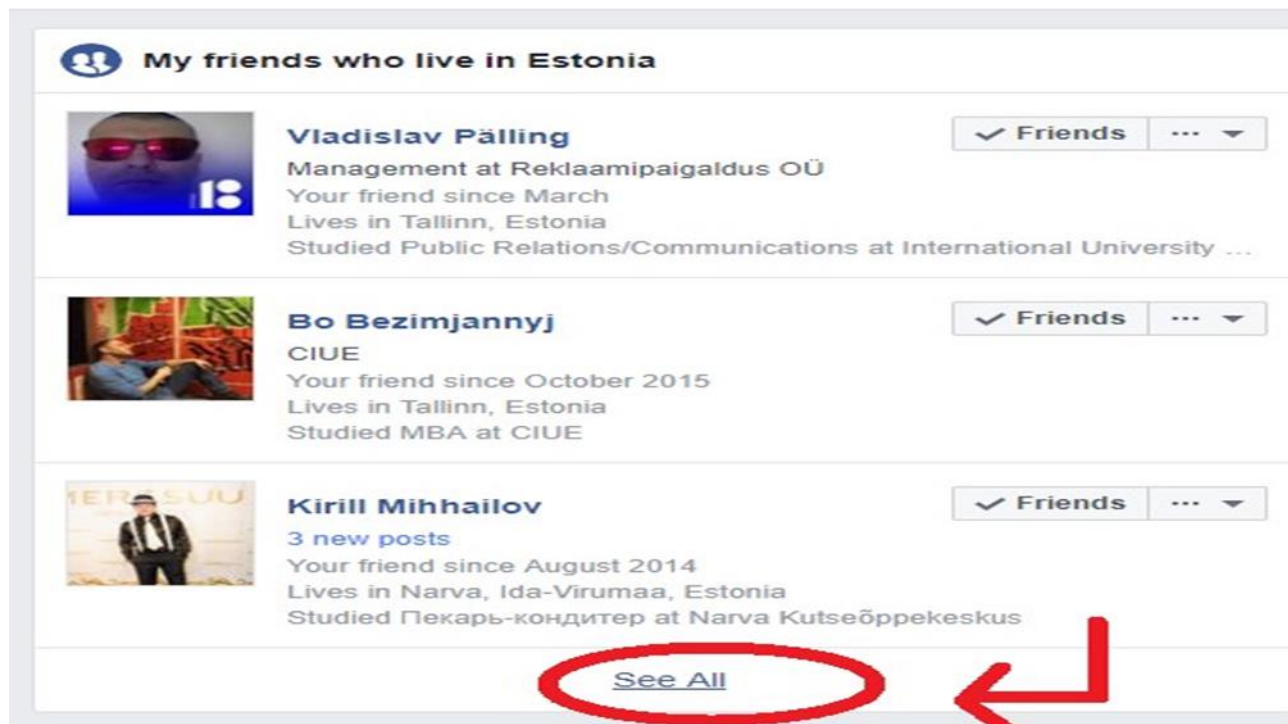 My friends who live in Estonia
Vladislav Pälling
✓ Friends ...
Management at Reklaamipaigaldus OÜ
Your friend since March
Lives in Tallinn, Estonia
Studied Public Relations/Communications at International University ...
18
Bo Bezimjannyj
✓ Friends ...
CIUE
Your friend since October 2015
Lives in Tallinn, Estonia
Studied MBA at CIUE
MERESUU
Kirill Mihhailov
✓ Friends ...
3 new posts
Your friend since August 2014
Lives in Narva, Ida-Virumaa, Estonia
Studied Пекарь-кондитер at Narva Kutseõppekeskus
See All